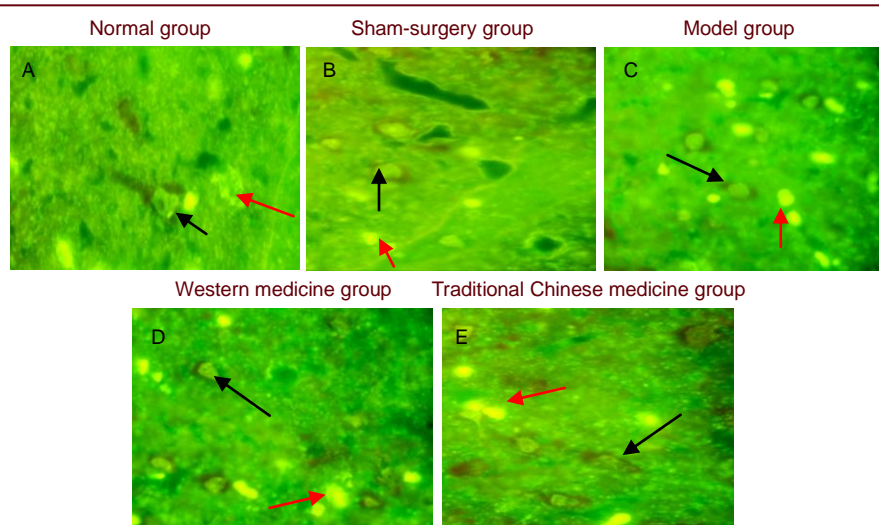 Normal group Sham-surgery group Model group
A B C
Western medicine group Traditional Chinese medicine group
D E